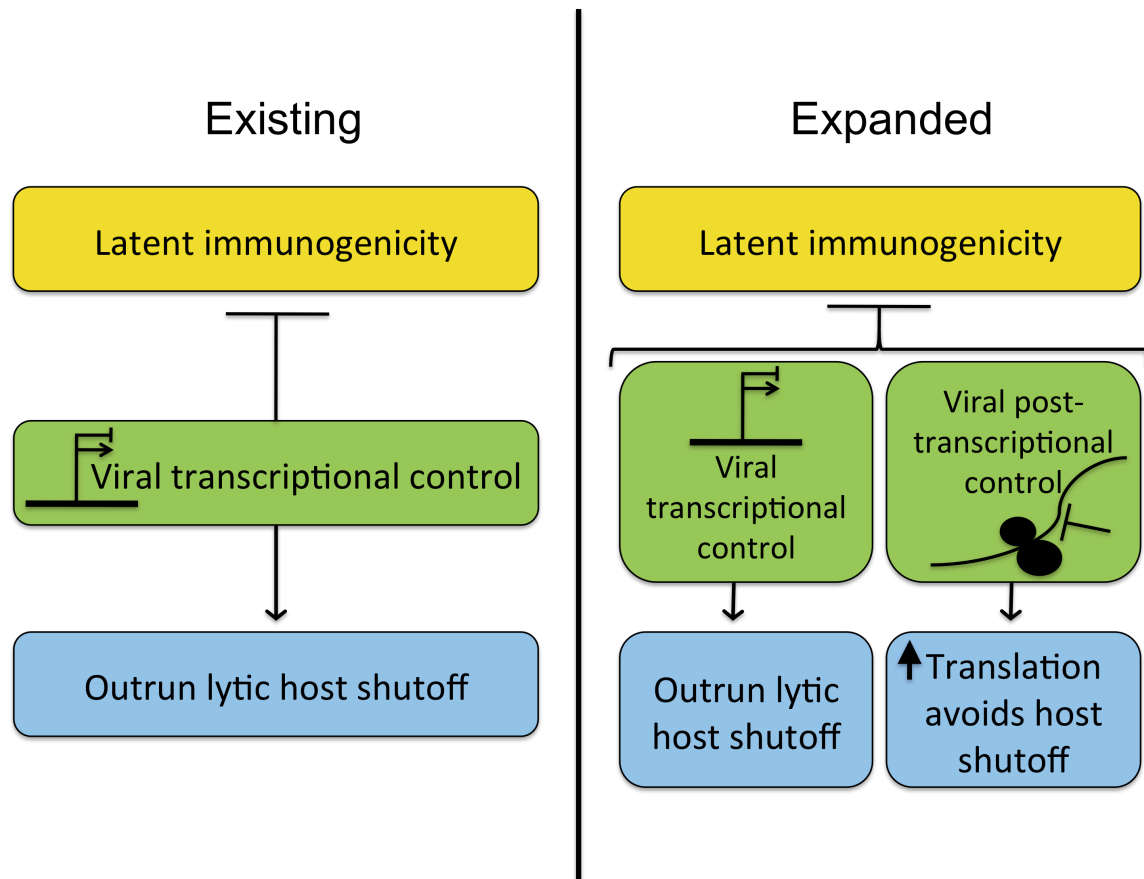 Existing
Latent immunogenicity
Viral transcriptional control
Outrun lytic host shutoff
Expanded
Latent immunogenicity
Viral
transcriptional
control
Viral post-
transcriptional
control
Outrun lytic
host shutoff
Translation
avoids host
shutoff